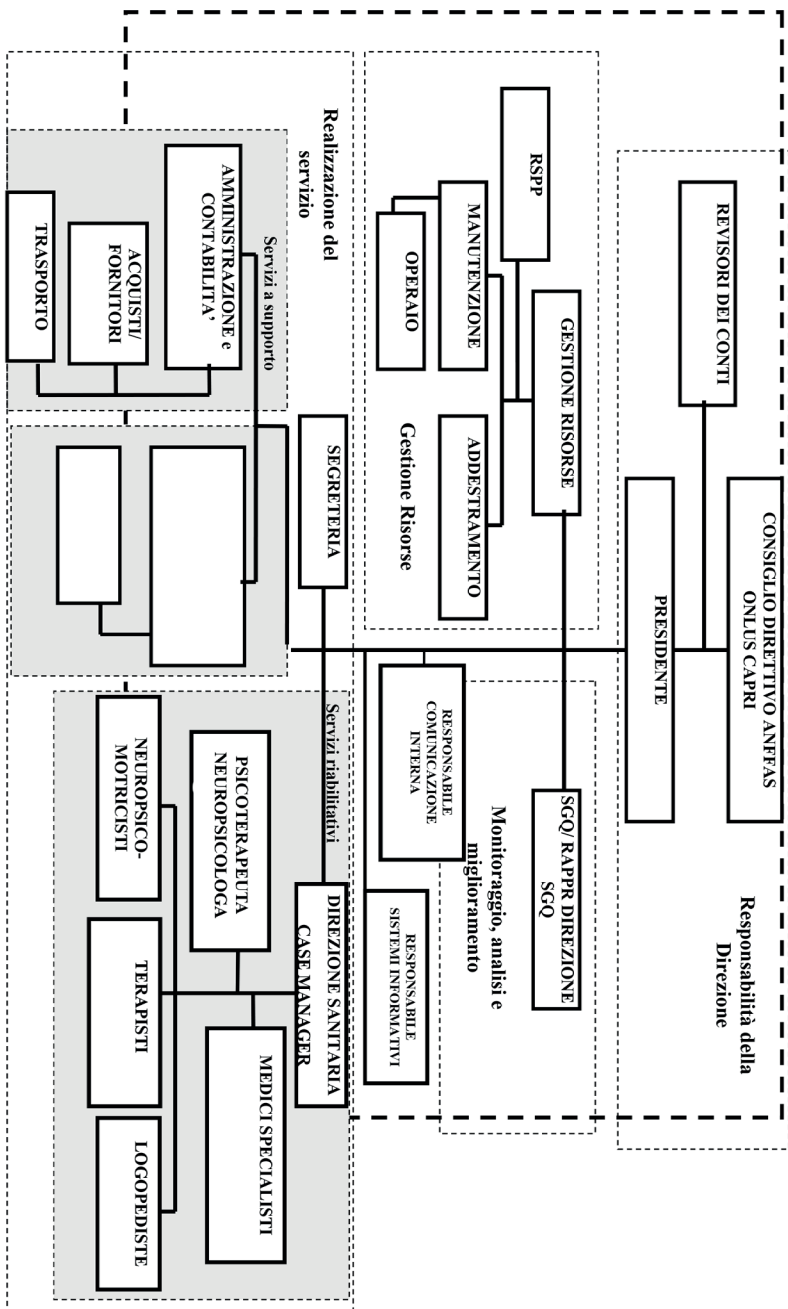 CONSIGLIO DIRETTIVO ANFFAS
ONLUS CAPRI
Responsabilità della
Direzione
REVISORI DEI CONTI
PRESIDENTE
RSPP
GESTIONE RISORSE
SGQ/ RAPPR DIREZIONE
SGQ
MANUTENZIONE
ADDESTRAMENTO
OPERAIO
Gestione Risorse
Monitoraggio, analisi e
miglioramento
RESPONSABILE
COMUNICAZIONE
INTERNA
RESPONSABILE
SISTEMI INFORMATIVI
Realizzazione del
servizio
SEGRETERIA
DIREZIONE SANITARIA
CASE MANAGER
Servizi a supporto
Servizi riabilitativi
AMMINISTRAZIONE e
CONTABILITA’
ACQUISTI/
FORNITORI
TRASPORTO
PSICOTERAPEUTA
NEUROPSICOLOGA
MEDICI SPECIALISTI
NEUROPSICO-
MOTRICISTI
TERAPISTI
LOGOPEDISTE